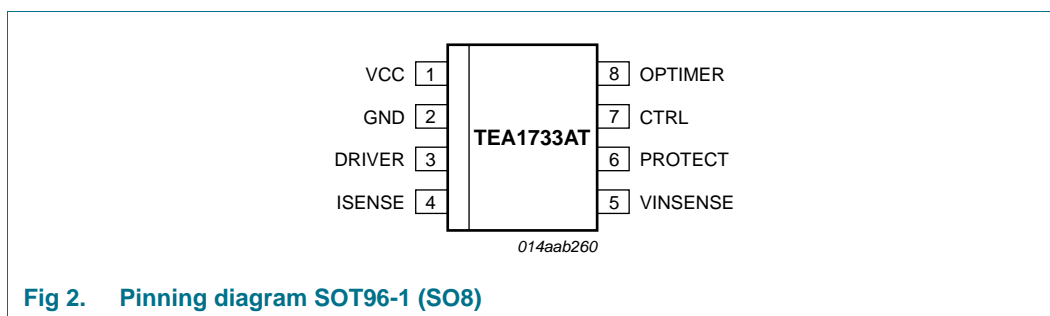 VCC 1 8 OPTIMER
GND 2 7 CTRL
TEA1733AT
DRIVER 3 6 PROTECT
ISENSE 4 5 VINSENSE
014aab260
Fig 2. Pinning diagram SOT96-1 (SO8)